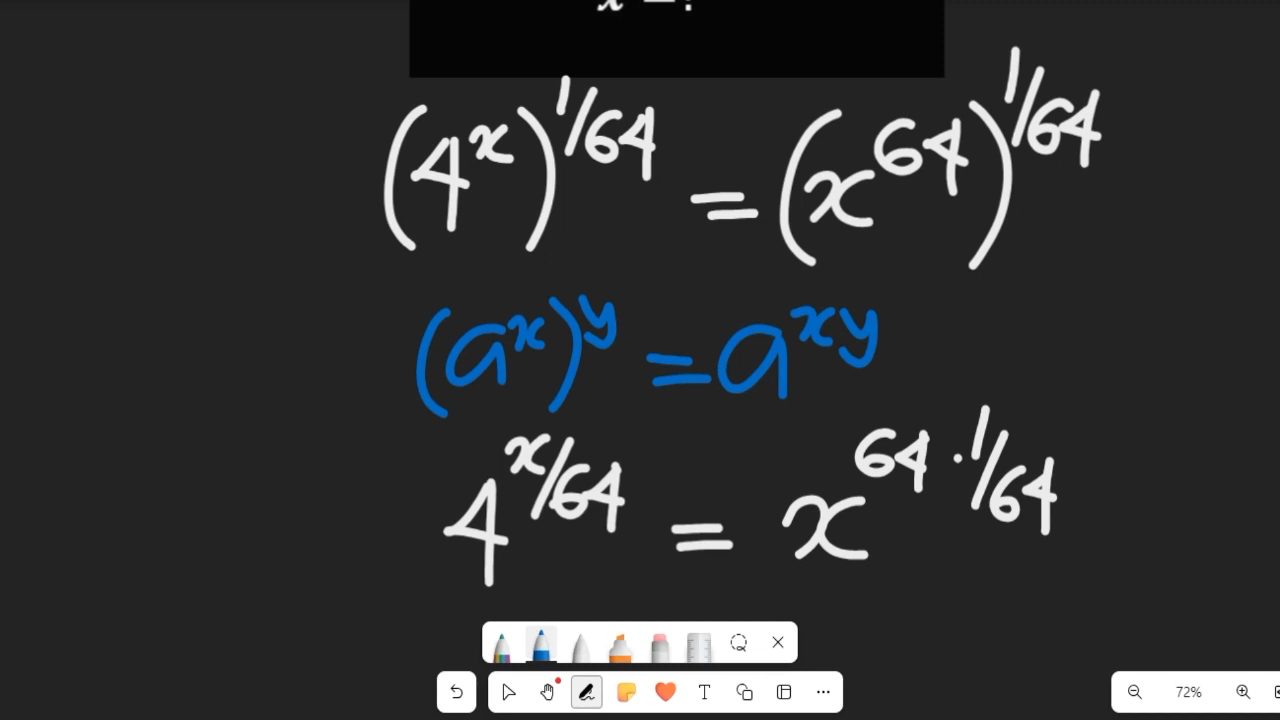 x = ?
(4^x)^1/64 = (x^64)^1/64
(a^x)^y = a^xy
4^x/64 = x^64·1/64
T
72%